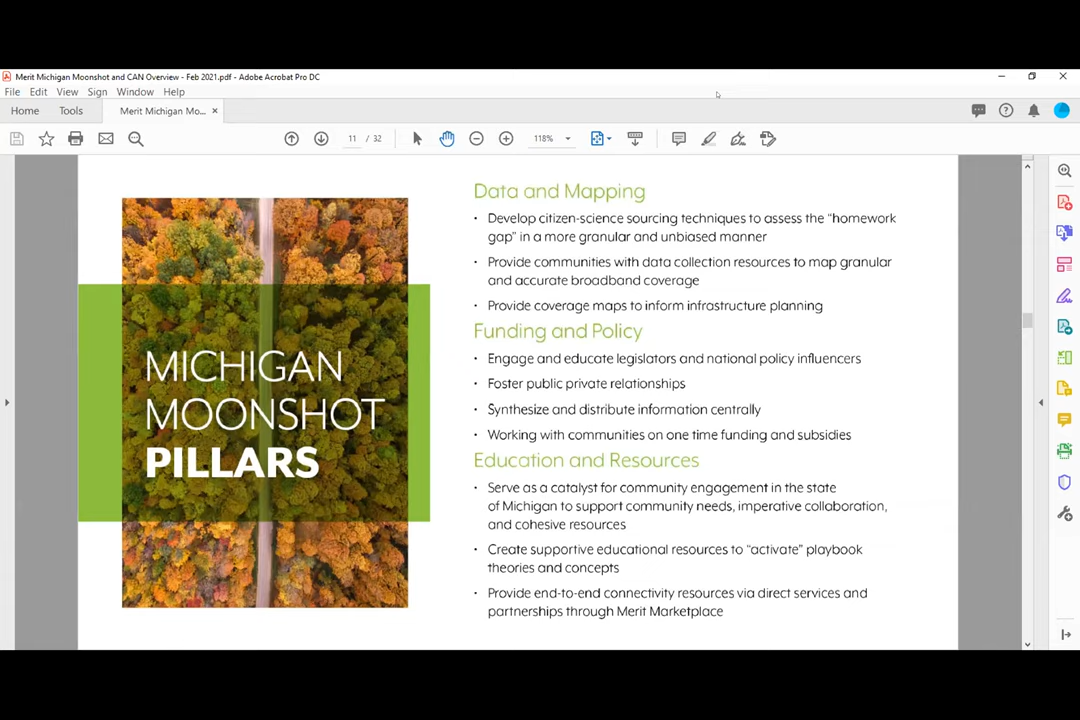 Merit Michigan Moonshot and CAN Overview - Feb 2021.pdf - Adobe Acrobat Pro DC
File Edit View Sign Window Help
Home Tools Merit Michigan Mo... ×
11 / 32 118%
MICHIGAN
MOONSHOT
PILLARS
Data and Mapping
• Develop citizen-science sourcing techniques to assess the “homework
gap” in a more granular and unbiased manner
• Provide communities with data collection resources to map granular
and accurate broadband coverage
• Provide coverage maps to inform infrastructure planning
Funding and Policy
• Engage and educate legislators and national policy influencers
• Foster public private relationships
• Synthesize and distribute information centrally
• Working with communities on one time funding and subsidies
Education and Resources
• Serve as a catalyst for community engagement in the state
of Michigan to support community needs, imperative collaboration,
and cohesive resources
• Create supportive educational resources to “activate” playbook
theories and concepts
• Provide end-to-end connectivity resources via direct services and
partnerships through Merit Marketplace